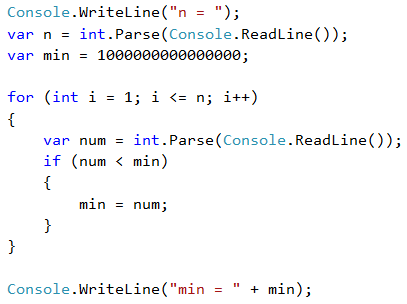 Console.WriteLine("n = ");
var n = int.Parse(Console.ReadLine());
var min = 1000000000000000;
for (int i = 1; i <= n; i++)
{
var num = int.Parse(Console.ReadLine());
if (num < min)
{
min = num;
}
}
Console.WriteLine("min = " + min);